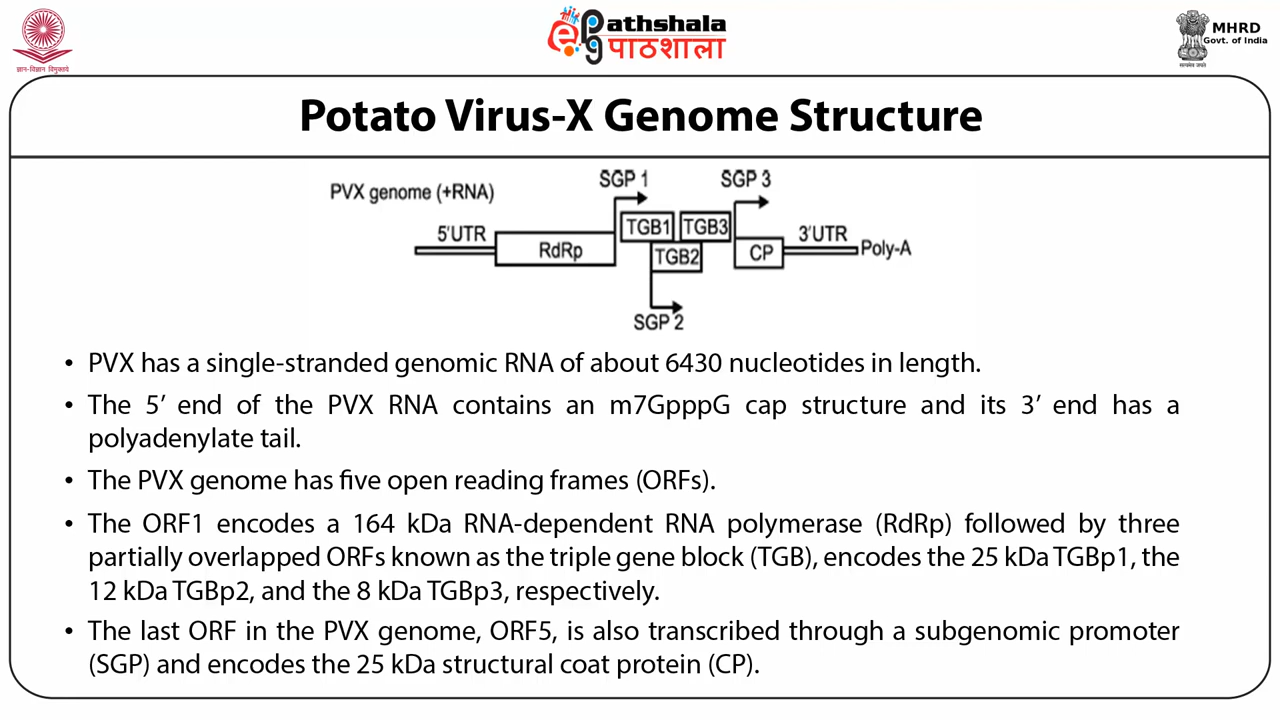 ज्ञान-विज्ञान विमुक्तये
epg
athshala
पाठशाला
MHRD
Govt. of India
सत्यमेव जयते
Potato Virus-X Genome Structure
PVX genome (+RNA)
SGP 1
SGP 3
5'UTR
RdRp
TGB1
TGB3
TGB2
CP
3'UTR
Poly-A
SGP 2
• PVX has a single-stranded genomic RNA of about 6430 nucleotides in length.
• The 5’ end of the PVX RNA contains an m7GpppG cap structure and its 3’ end has a
polyadenylate tail.
• The PVX genome has five open reading frames (ORFs).
• The ORF1 encodes a 164 kDa RNA-dependent RNA polymerase (RdRp) followed by three
partially overlapped ORFs known as the triple gene block (TGB), encodes the 25 kDa TGBp1, the
12 kDa TGBp2, and the 8 kDa TGBp3, respectively.
• The last ORF in the PVX genome, ORF5, is also transcribed through a subgenomic promoter
(SGP) and encodes the 25 kDa structural coat protein (CP).